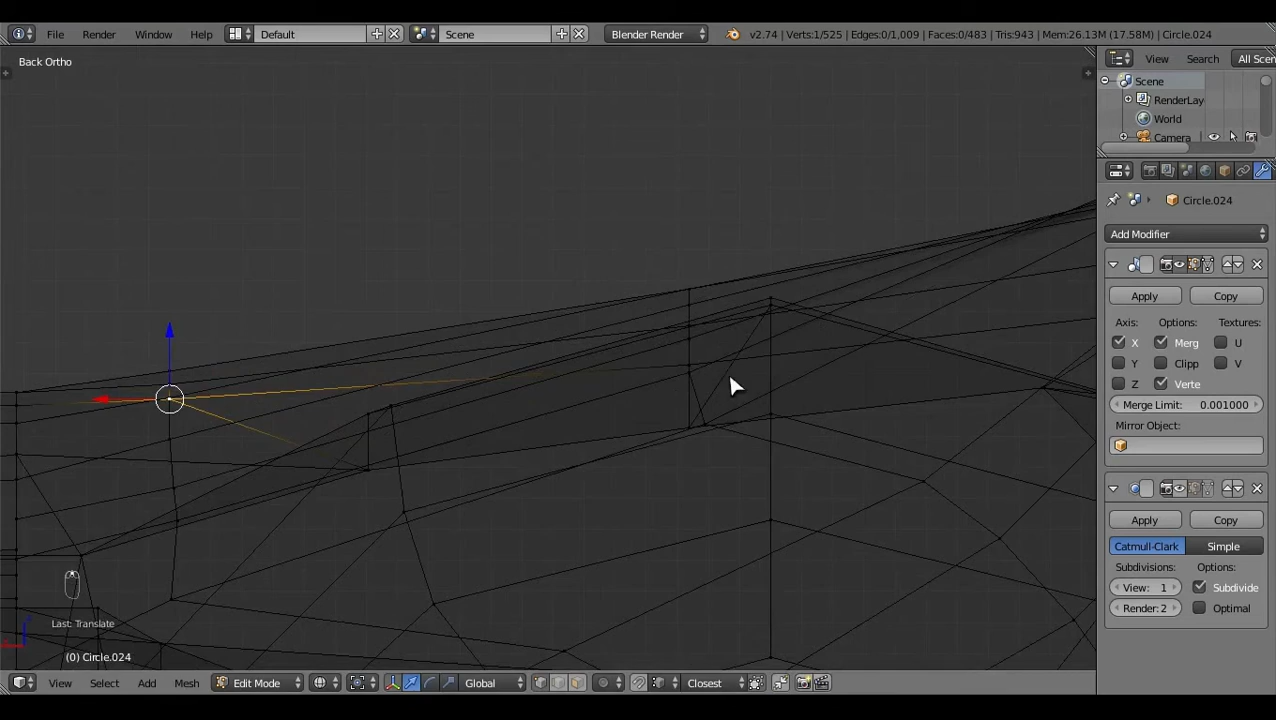 File Render Window Help Default Scene Blender Render v2.74 | Verts:1/525 | Edges:0/1,009 | Faces:0/483 | Tris:943 | Mem:26.13M (17.58M) | Circle.024
Back Ortho
View Search All Scen
Scene
RenderLay
World
Camera
Circle.024
Add Modifier
Apply Copy
Axis: Options: Textures:
X Merg U
Y Clipp V
Z Verte
Merge Limit: 0.001000
Mirror Object:
Apply Copy
Catmull-Clark Simple
Subdivisions: Options:
View: 1 Subdivide
Render: 2 Optimal
Last: Translate
(0) Circle.024
View Select Add Mesh Edit Mode Global Closest